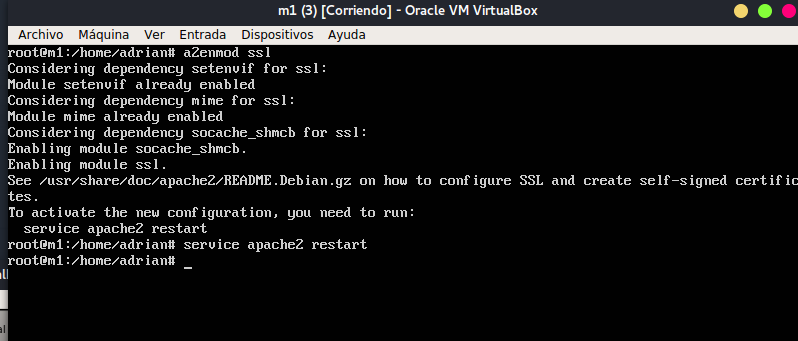 m1 (3) [Corriendo] - Oracle VM VirtualBox
Archivo Máquina Ver Entrada Dispositivos Ayuda
root@m1:/home/adrian# a2enmod ssl
Considering dependency setenvif for ssl:
Module setenvif already enabled
Considering dependency mime for ssl:
Module mime already enabled
Considering dependency socache_shmcb for ssl:
Enabling module socache_shmcb.
Enabling module ssl.
See /usr/share/doc/apache2/README.Debian.gz on how to configure SSL and create self-signed certific
tes.
To activate the new configuration, you need to run:
  service apache2 restart
root@m1:/home/adrian# service apache2 restart
root@m1:/home/adrian# _